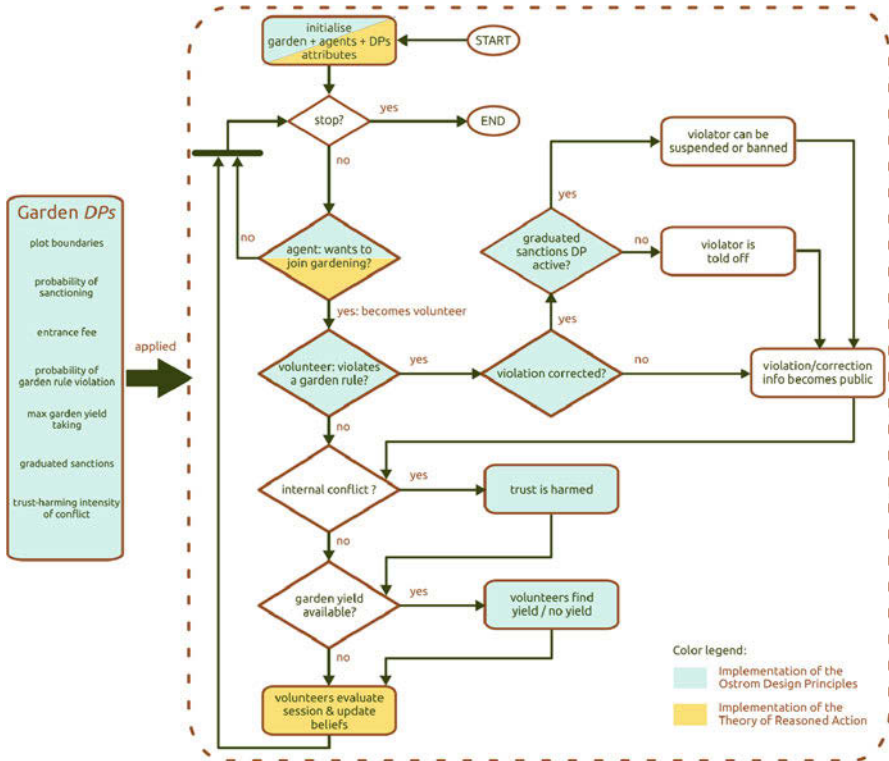 initialise
garden + agents + DPs
attributes
START
stop?
yes
END
no
violator can be
suspended or banned
Garden DPs
plot boundaries
probability of
sanctioning
entrance fee
probability of
garden rule violation
max garden yield
taking
graduated sanctions
trust-harming intensity
of conflict
applied
no
agent: wants to
join gardening?
yes: becomes volunteer
yes
graduated
sanctions DP
active?
no
violator is
told off
yes
volunteer: violates
a garden rule?
yes
violation corrected?
no
violation/correction
info becomes public
no
internal conflict ?
yes
trust is harmed
no
garden yield
available?
yes
volunteers find
yield / no yield
no
volunteers evaluate
session & update
beliefs
Color legend:
Implementation of the
Ostrom Design Principles
Implementation of the
Theory of Reasoned Action